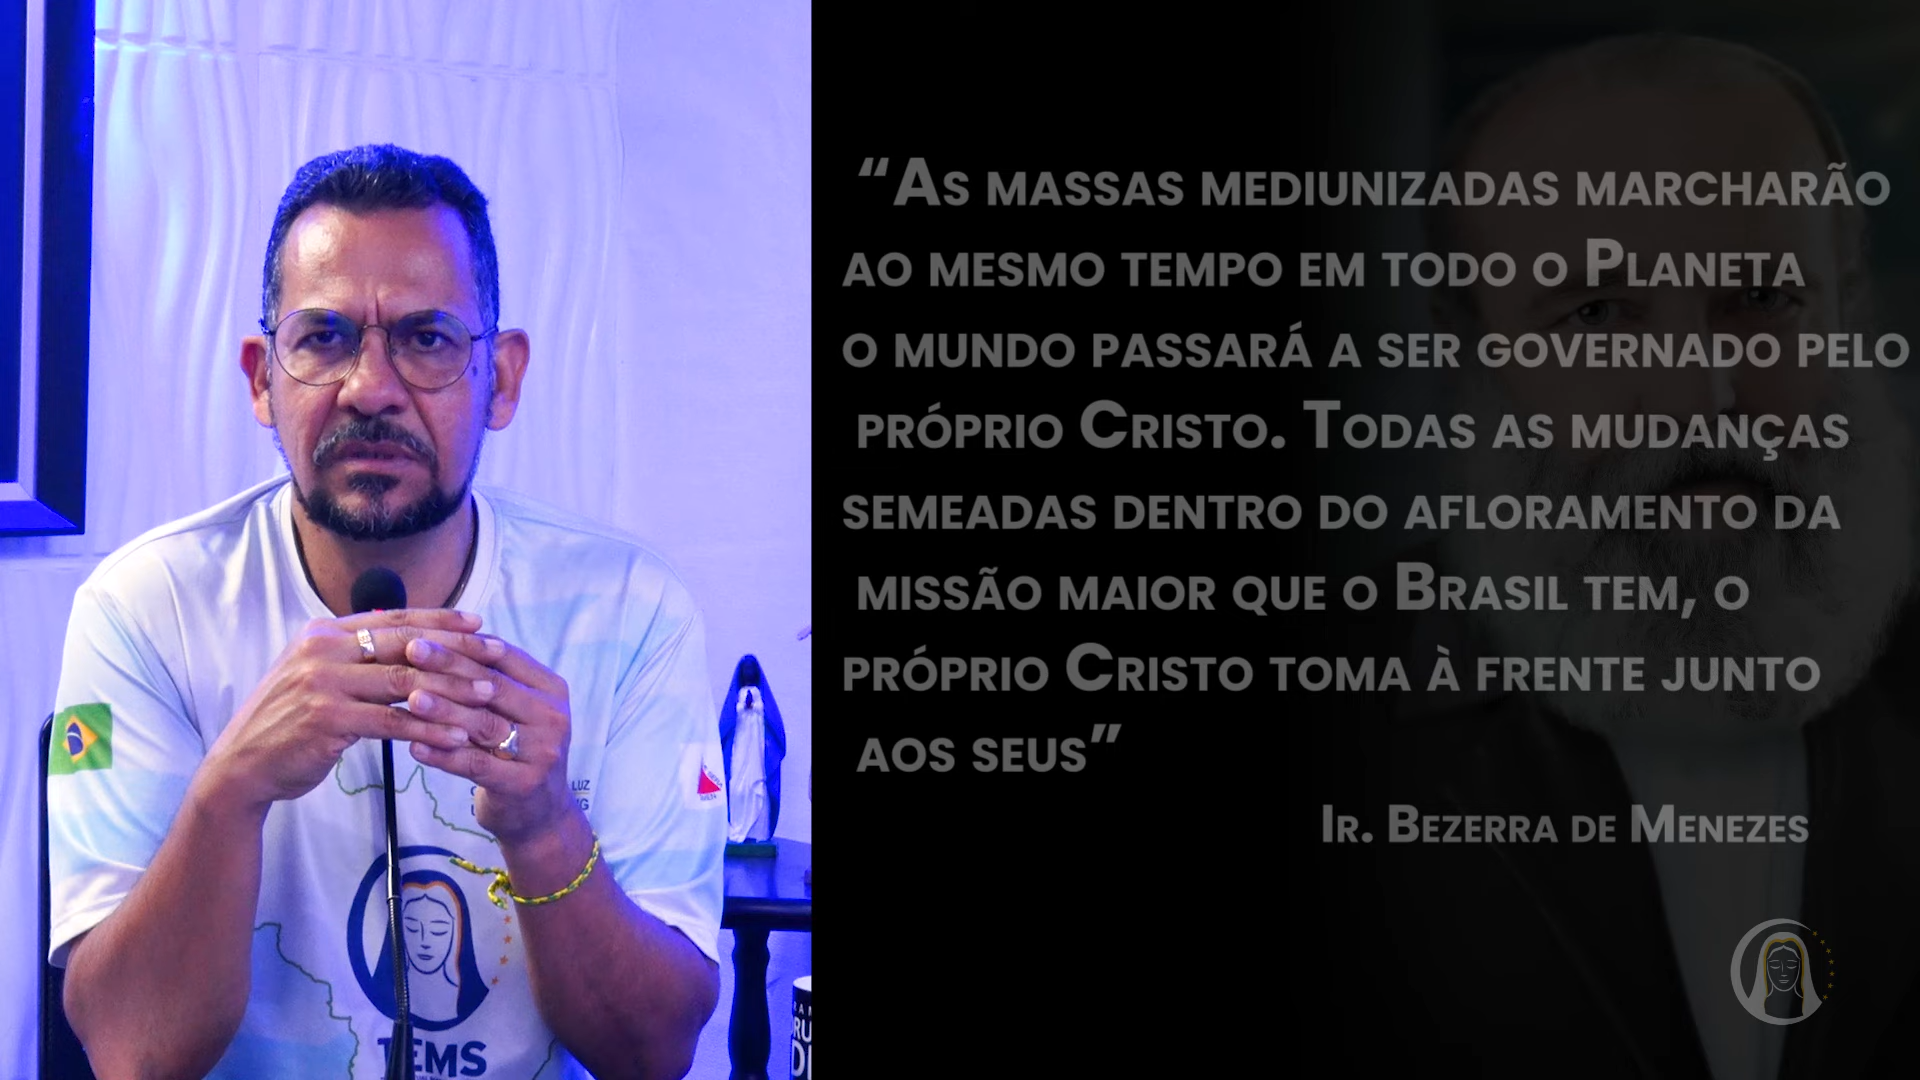 “As massas mediunizadas marcharão
ao mesmo tempo em todo o Planeta
o mundo passará a ser governado pelo
próprio Cristo. Todas as mudanças
semeadas dentro do afloramento da
missão maior que o Brasil tem, o
próprio Cristo toma à frente junto
aos seus”
Ir. Bezerra de Menezes
LUZ
TEMS